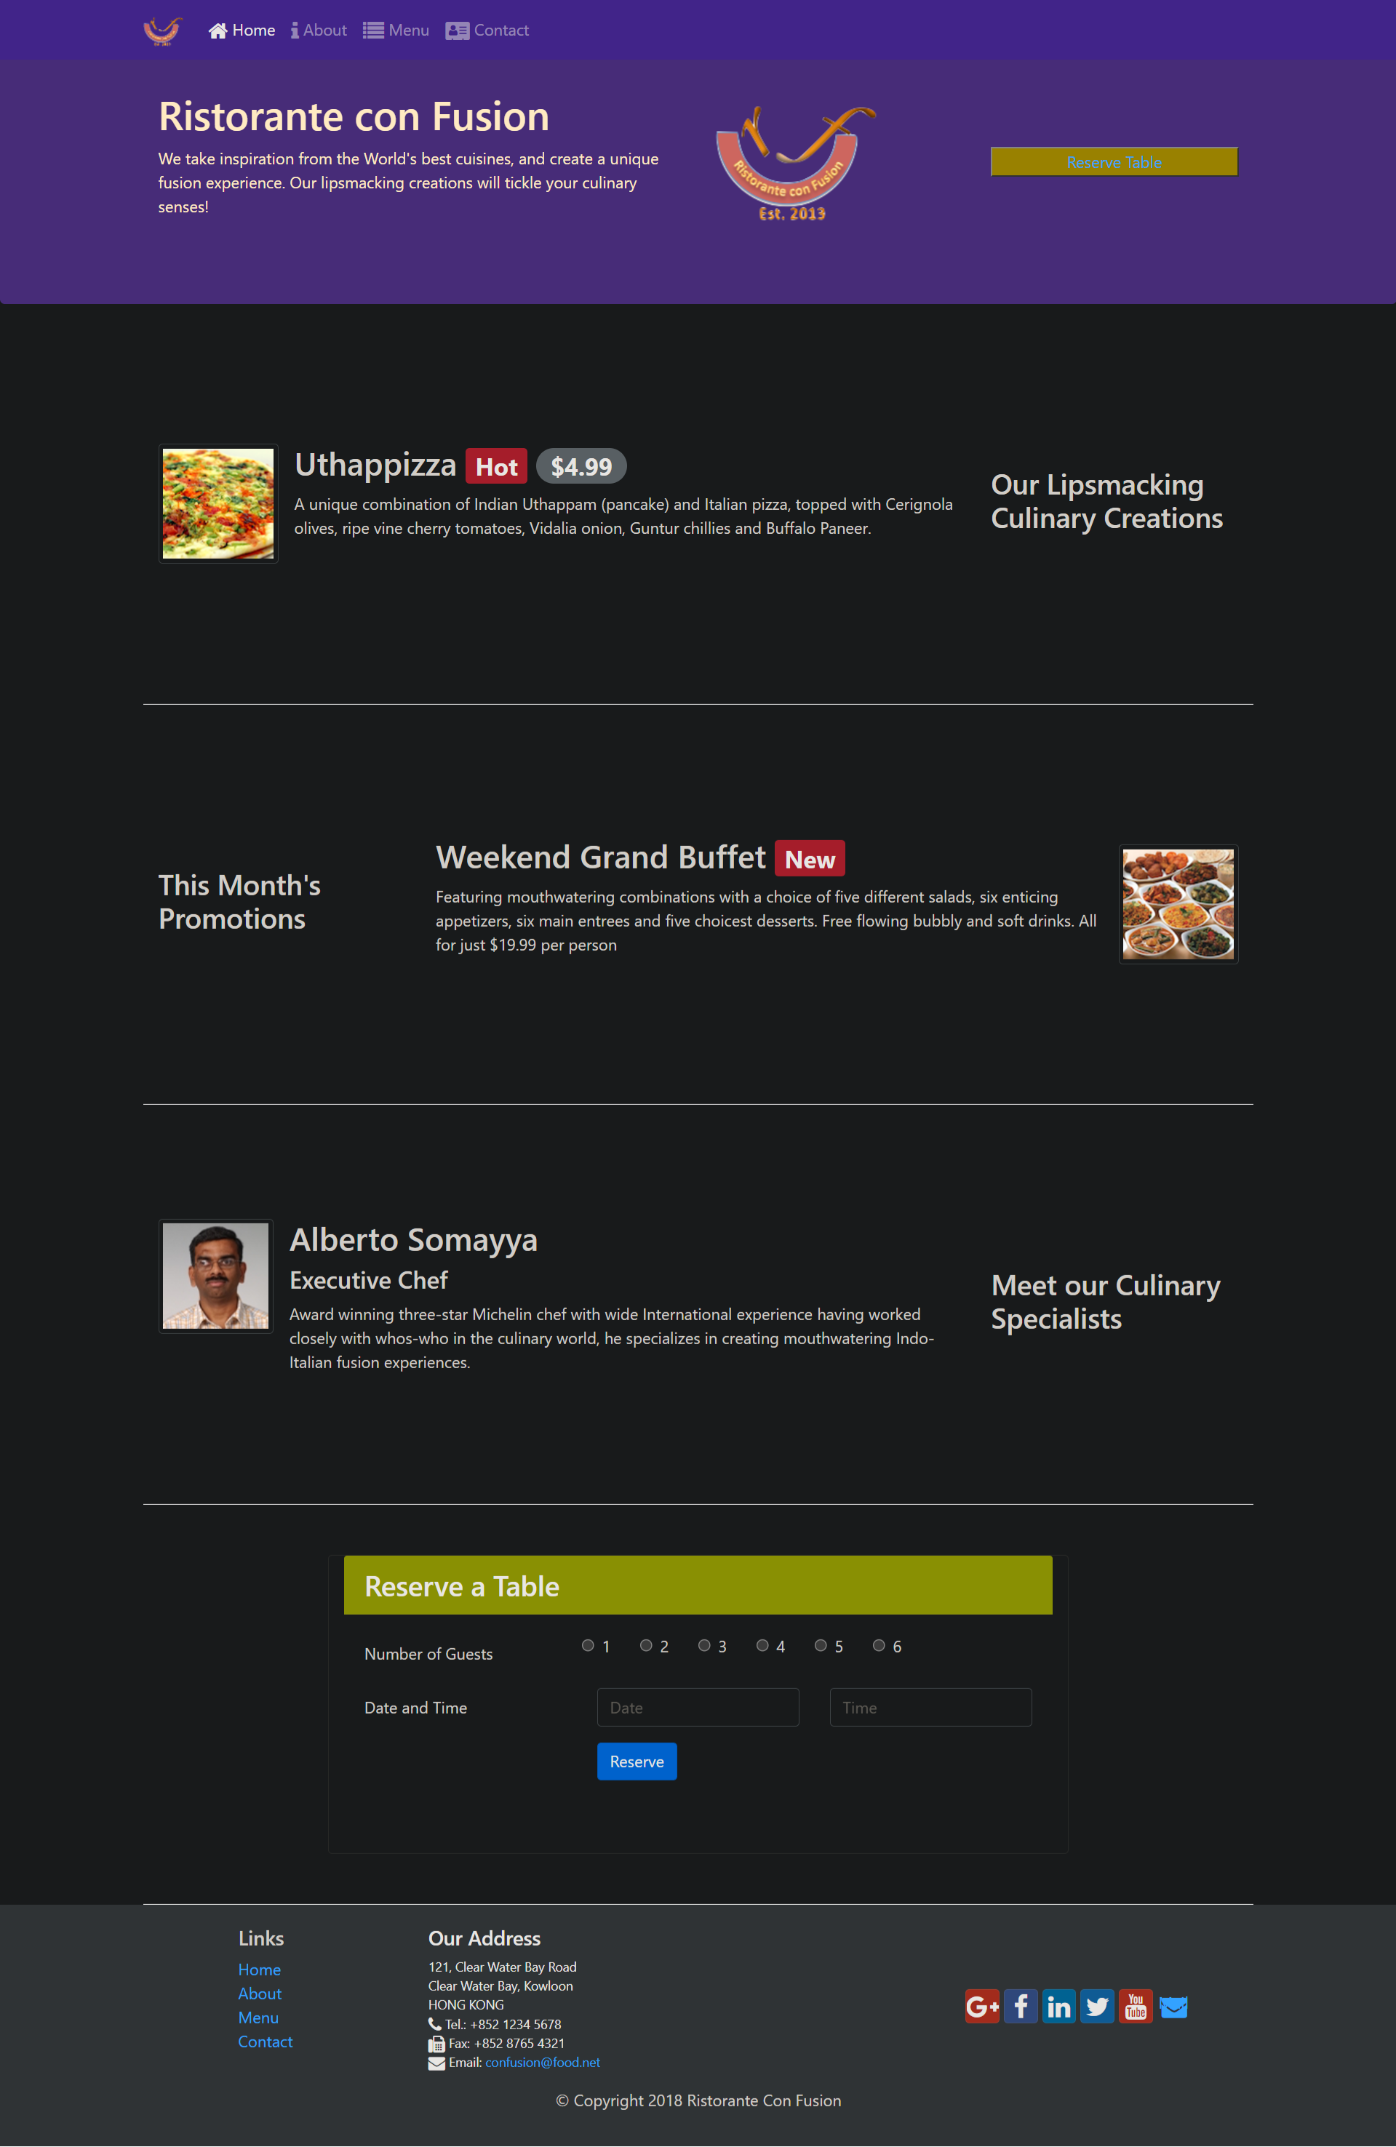 Home About Menu Contact
Ristorante con Fusion
We take inspiration from the World's best cuisines, and create a unique
fusion experience. Our lipsmacking creations will tickle your culinary
senses!
Ristorante con Fusion
Est. 2013
Reserve Table
Uthappizza Hot $4.99
A unique combination of Indian Uthappam (pancake) and Italian pizza, topped with Cerignola
olives, ripe vine cherry tomatoes, Vidalia onion, Guntur chillies and Buffalo Paneer.
Our Lipsmacking
Culinary Creations
This Month's
Promotions
Weekend Grand Buffet New
Featuring mouthwatering combinations with a choice of five different salads, six enticing
appetizers, six main entrees and five choicest desserts. Free flowing bubbly and soft drinks. All
for just $19.99 per person
Alberto Somayya
Executive Chef
Award winning three-star Michelin chef with wide International experience having worked
closely with whos-who in the culinary world, he specializes in creating mouthwatering Indo-
Italian fusion experiences.
Meet our Culinary
Specialists
Reserve a Table
Number of Guests 1 2 3 4 5 6
Date and Time Date Time
Reserve
Links
Home
About
Menu
Contact
Our Address
121, Clear Water Bay Road
Clear Water Bay, Kowloon
HONG KONG
Tel.: +852 1234 5678
Fax: +852 8765 4321
Email: confusion@food.net
G+ f in You Tube
© Copyright 2018 Ristorante Con Fusion